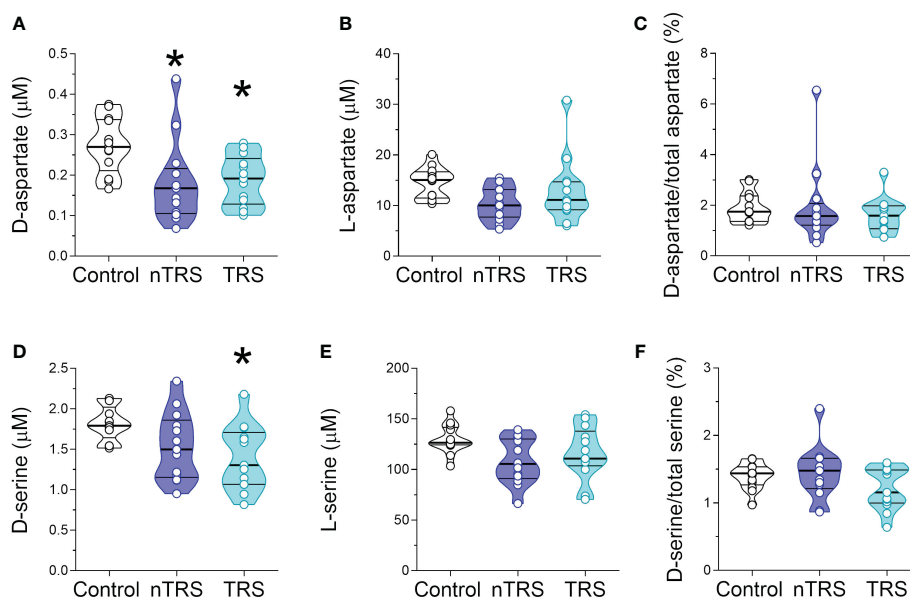 A
D-aspartate (μM)
0.5
0.4
0.3
0.2
0.1
0.0
*
*
Control nTRS TRS
B
L-aspartate (μM)
40
30
20
10
0
Control nTRS TRS
C
D-aspartate/total aspartate (%)
8
6
4
2
0
Control nTRS TRS
D
D-serine (μM)
2.5
2.0
1.5
1.0
0.5
0.0
*
Control nTRS TRS
E
L-serine (μM)
200
150
100
50
0
Control nTRS TRS
F
D-serine/total serine (%)
3
2
1
0
Control nTRS TRS